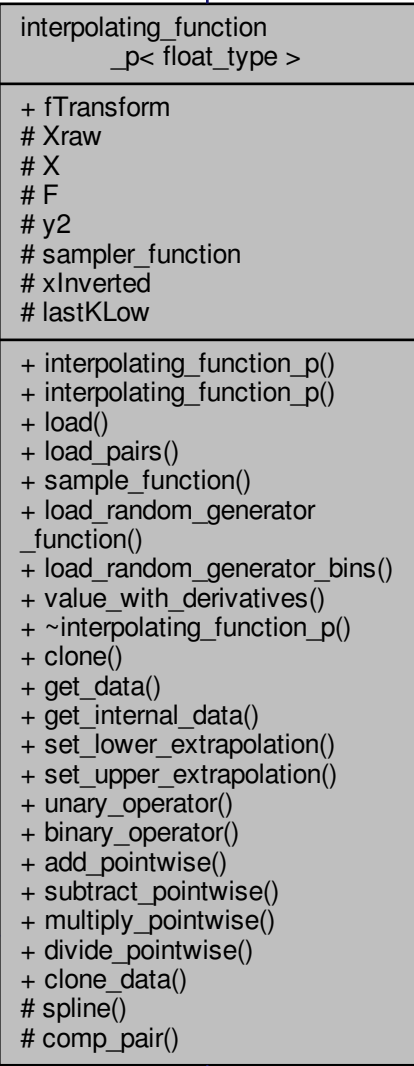 interpolating_function
_p< float_type >
+ fTransform
# Xraw
# X
# F
# y2
# sampler_function
# xInverted
# lastKLow
+ interpolating_function_p()
+ interpolating_function_p()
+ load()
+ load_pairs()
+ sample_function()
+ load_random_generator
_function()
+ load_random_generator_bins()
+ value_with_derivatives()
+ ~interpolating_function_p()
+ clone()
+ get_data()
+ get_internal_data()
+ set_lower_extrapolation()
+ set_upper_extrapolation()
+ unary_operator()
+ binary_operator()
+ add_pointwise()
+ subtract_pointwise()
+ multiply_pointwise()
+ divide_pointwise()
+ clone_data()
# spline()
# comp_pair()